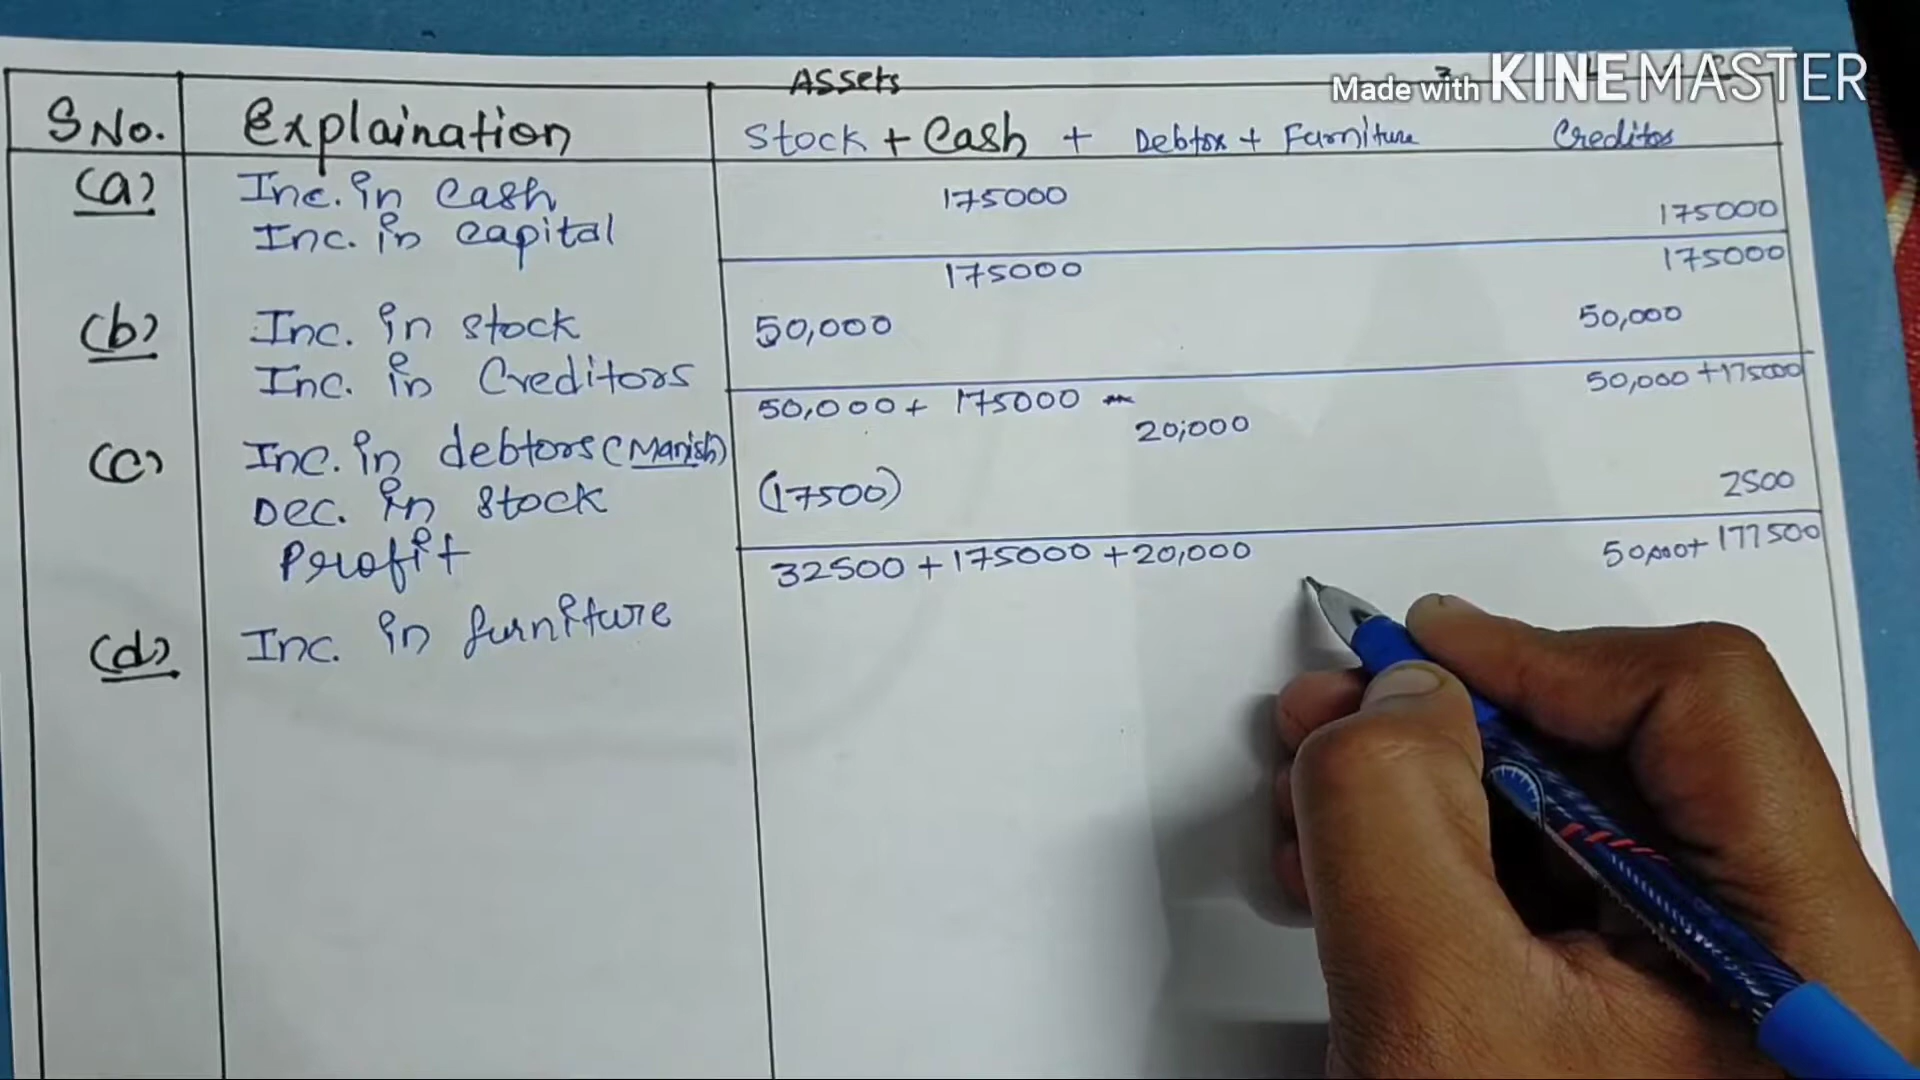 Assets
Made with KINEMASTER
S No. Explaination Stock + Cash + Debtox + Furniture Creditos
(a) Inc. in cash 175000
Inc. in capital 175000
175000 175000
(b) Inc. in stock 50,000 50,000
Inc. in Creditors
50,000 + 175000 50,000 + 175000
(c) Inc. in debtors (Manish) 20,000
Dec. in stock (17500) 2500
Profit
32500 + 175000 + 20,000 50,000 + 177500
(d) Inc. in furniture